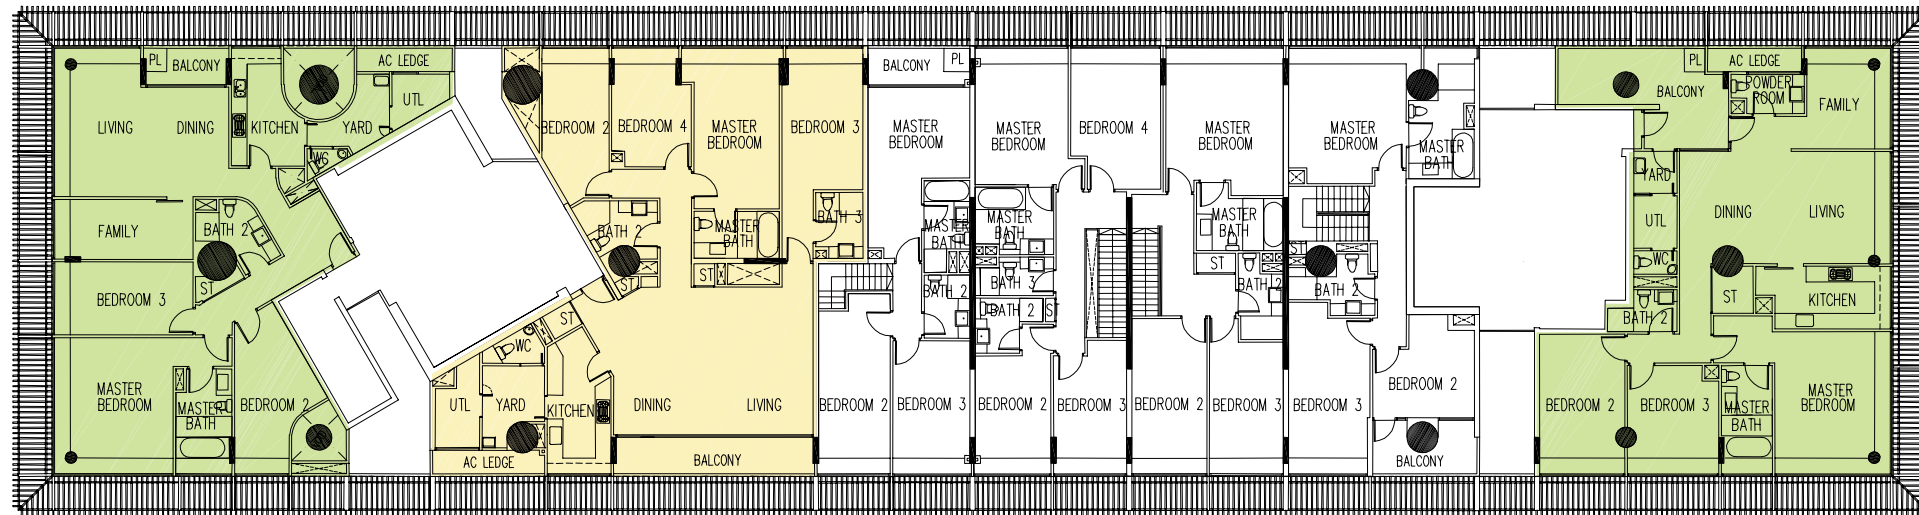 PL
BALCONY
AC LEDGE
UTL
LIVING
DINING
KITCHEN
YARD
WC
FAMILY
BATH 2
BEDROOM 3
ST
MASTER
BEDROOM
MASTER
BATH
BEDROOM 2
BEDROOM 2
BEDROOM 4
MASTER
BEDROOM
BEDROOM 3
BATH 2
MASTER
BATH
BATH 3
ST
ST
ST
WC
UTL
YARD
KITCHEN
DINING
LIVING
AC LEDGE
BALCONY
BALCONY
PL
MASTER
BEDROOM
MASTER
BATH
BATH 2
BEDROOM 2
BEDROOM 3
MASTER
BEDROOM
BEDROOM 4
MASTER
BATH
BATH 3
BATH 2
ST
BEDROOM 2
BEDROOM 3
MASTER
BEDROOM
MASTER
BATH
ST
BATH 2
BEDROOM 2
BEDROOM 3
MASTER
BEDROOM
MASTER
BATH
ST
BATH 2
BEDROOM 3
BEDROOM 2
BALCONY
PL
BALCONY
AC LEDGE
POWDER
ROOM
FAMILY
YARD
UTL
WC
DINING
LIVING
ST
KITCHEN
BATH 2
BEDROOM 2
BEDROOM 3
MASTER
BATH
MASTER
BEDROOM